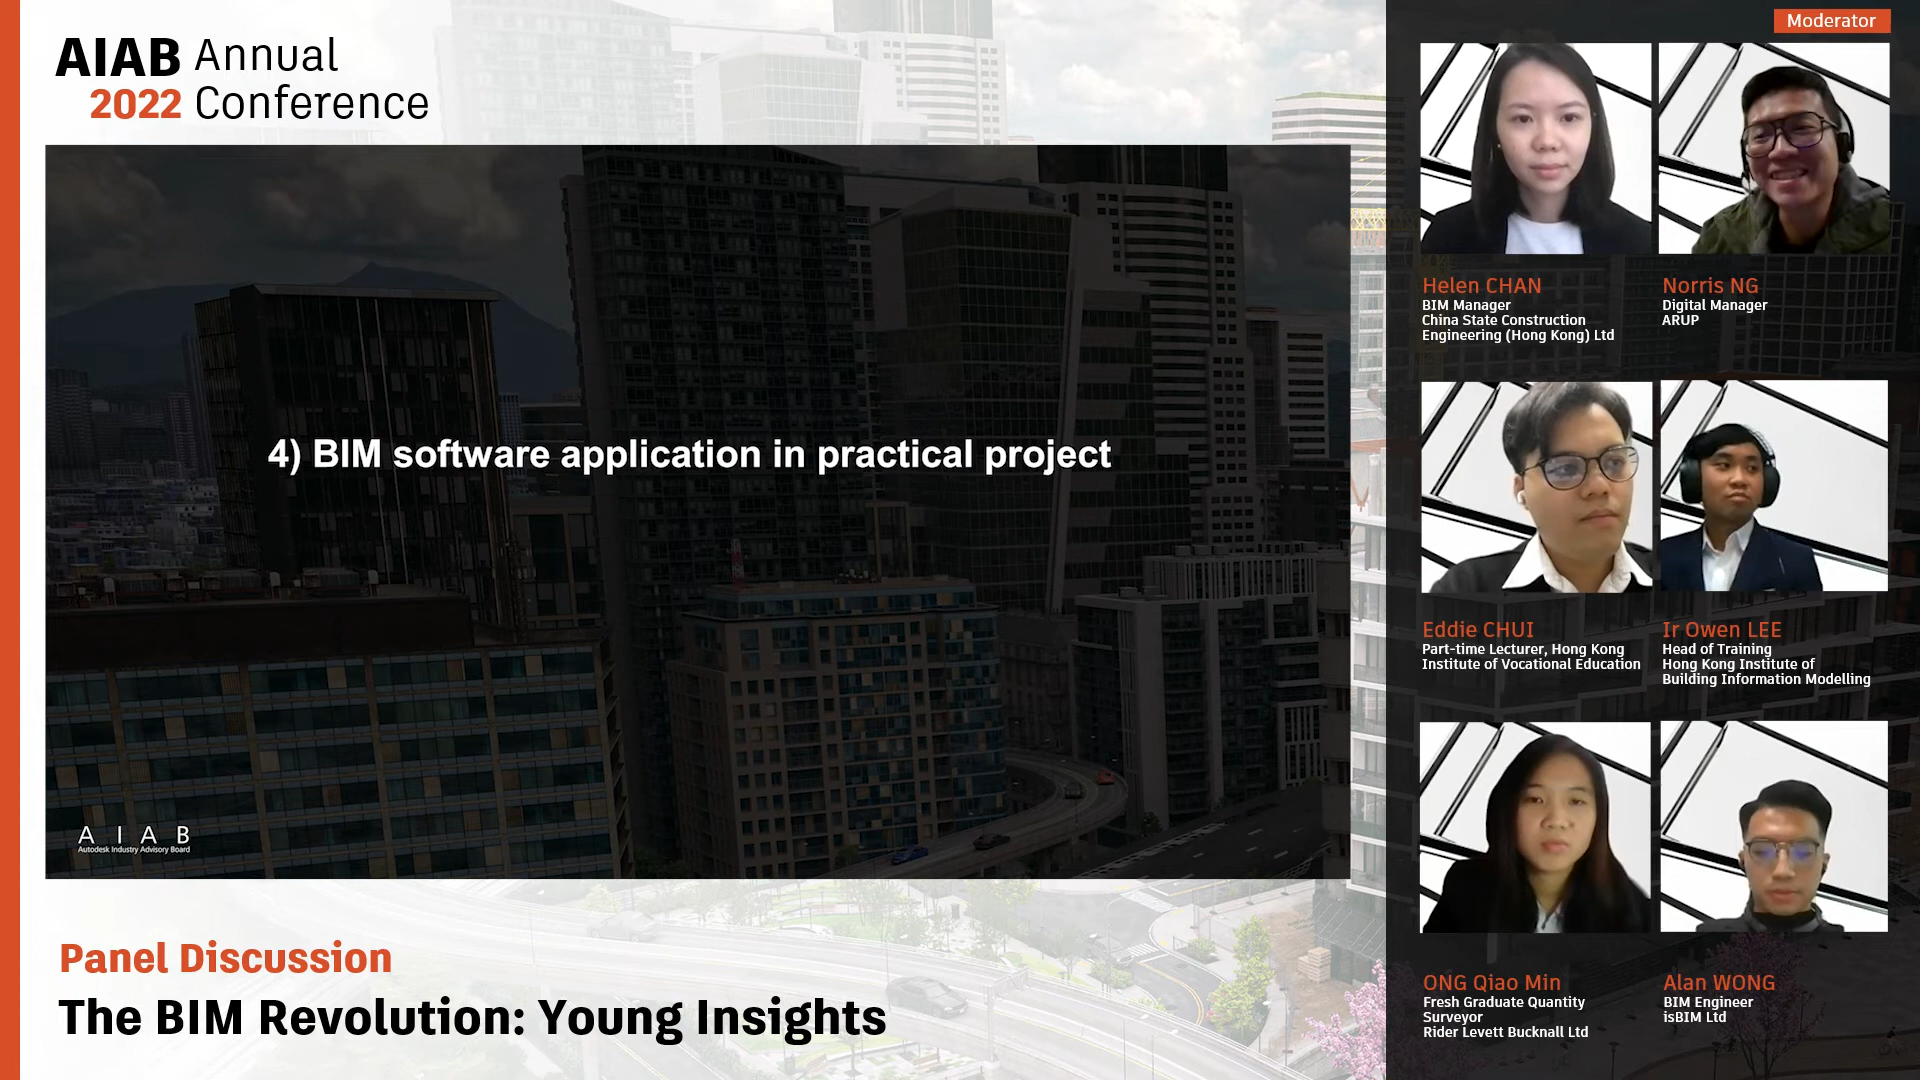 AIAB Annual
2022 Conference
4) BIM software application in practical project
A I A B
Autodesk Industry Advisory Board
Panel Discussion
The BIM Revolution: Young Insights
Moderator
Helen CHAN
BIM Manager
China State Construction
Engineering (Hong Kong) Ltd
Norris NG
Digital Manager
ARUP
Eddie CHUI
Part-time Lecturer, Hong Kong
Institute of Vocational Education
Ir Owen LEE
Head of Training
Hong Kong Institute of
Building Information Modelling
ONG Qiao Min
Fresh Graduate Quantity
Surveyor
Rider Levett Bucknall Ltd
Alan WONG
BIM Engineer
isBIM Ltd